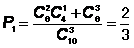 P₁ = (C₆²C₄¹ + C₆³) / C₁₀³ = 2/3